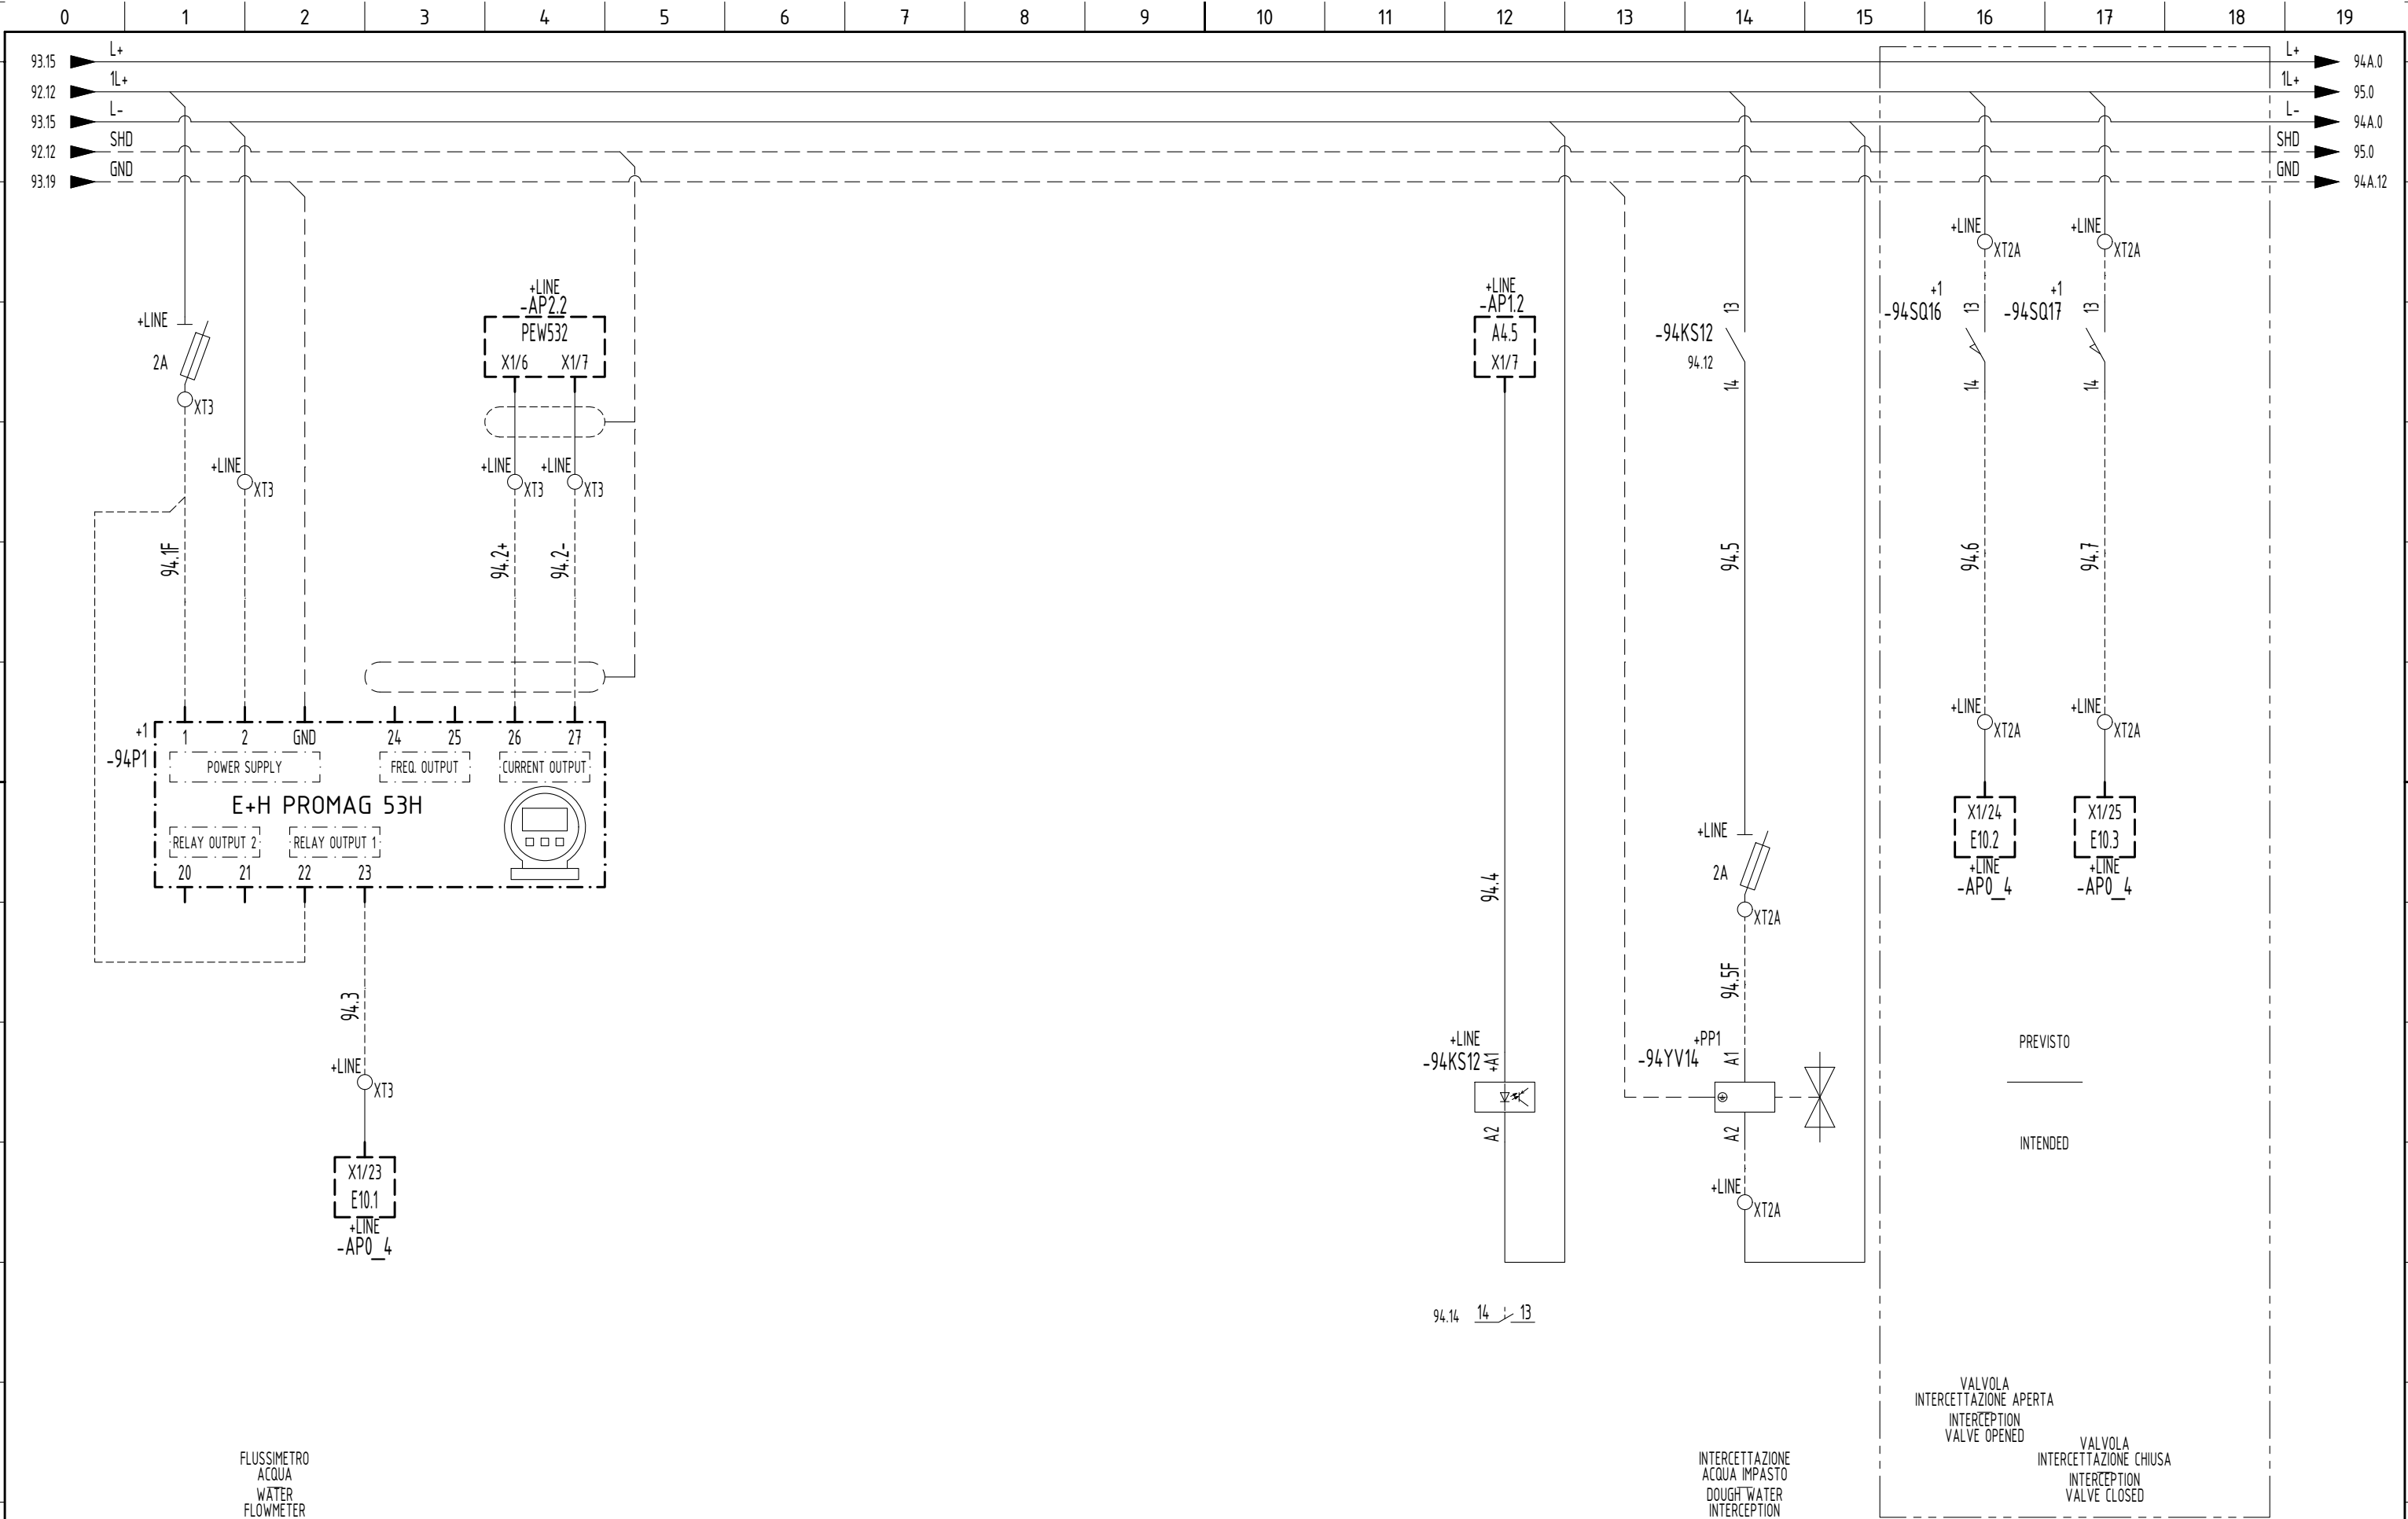 0 1 2 3 4 5 6 7 8 9 10 11 12 13 14 15 16 17 18 19
93.15 L+ L+ 94A.0
92.12 1L+ 1L+ 95.0
93.15 L- L- 94A.0
92.12 SHD SHD 95.0
93.19 GND GND 94A.12
+LINE
2A
XT3
+LINE
XT3
94.1F
+LINE
-AP2.2
PEW532
X1/6 X1/7
+LINE
XT3
+LINE
XT3
94.2+
94.2-
+1
-94P1
1 2 GND 24 25 26 27
POWER SUPPLY FREQ. OUTPUT CURRENT OUTPUT
E+H PROMAG 53H
RELAY OUTPUT 2 RELAY OUTPUT 1
20 21 22 23
94.3
+LINE
XT3
X1/23
E10.1
+LINE
-AP0_4
FLUSSIMETRO
ACQUA
WATER
FLOWMETER
+LINE
-AP1.2
A4.5
X1/7
94.4
+LINE
-94KS12
+A1
A2
94.14 14 13
-94KS12
94.12
13
14
94.5
+LINE
2A
XT2A
94.5F
+PP1
-94YV14
A1
A2
+LINE
XT2A
INTERCETTAZIONE
ACQUA IMPASTO
DOUGH WATER
INTERCEPTION
+LINE
XT2A
+1
-94SQ16
13
14
94.6
+LINE
XT2A
X1/24
E10.2
+LINE
-AP0_4
+LINE
XT2A
+1
-94SQ17
13
14
94.7
+LINE
XT2A
X1/25
E10.3
+LINE
-AP0_4
PREVISTO
INTENDED
VALVOLA
INTERCETTAZIONE APERTA
INTERCEPTION
VALVE OPENED
VALVOLA
INTERCETTAZIONE CHIUSA
INTERCEPTION
VALVE CLOSED